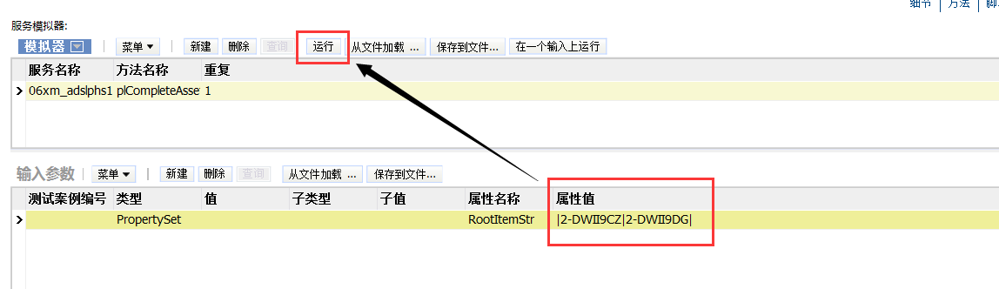 细节 方法 脚
服务模拟器:
模拟器 菜单 新建 删除 查询 运行 从文件加载 ... 保存到文件... 在一个输入上运行
服务名称 方法名称 重复
06xm_adslphs1 plCompleteAsse 1
输入参数 菜单 新建 删除 查询 从文件加载 ... 保存到文件...
测试案例编号 类型 值 子类型 子值 属性名称 属性值
PropertySet RootItemStr |2-DWII9CZ|2-DWII9DG|